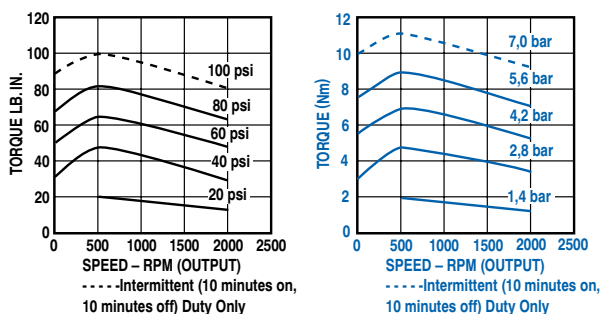 120
100
80
60
40
20
0
TORQUE LB.IN.
100 psi
80 psi
60 psi
40 psi
20 psi
0 500 1000 1500 2000 2500
SPEED – RPM (OUTPUT)
-----Intermittent (10 minutes on,
10 minutes off) Duty Only
12
10
8
6
4
2
0
TORQUE (Nm)
7,0 bar
5,6 bar
4,2 bar
2,8 bar
1,4 bar
0 500 1000 1500 2000 2500
SPEED – RPM (OUTPUT)
-----Intermittent (10 minutes on,
10 minutes off) Duty Only